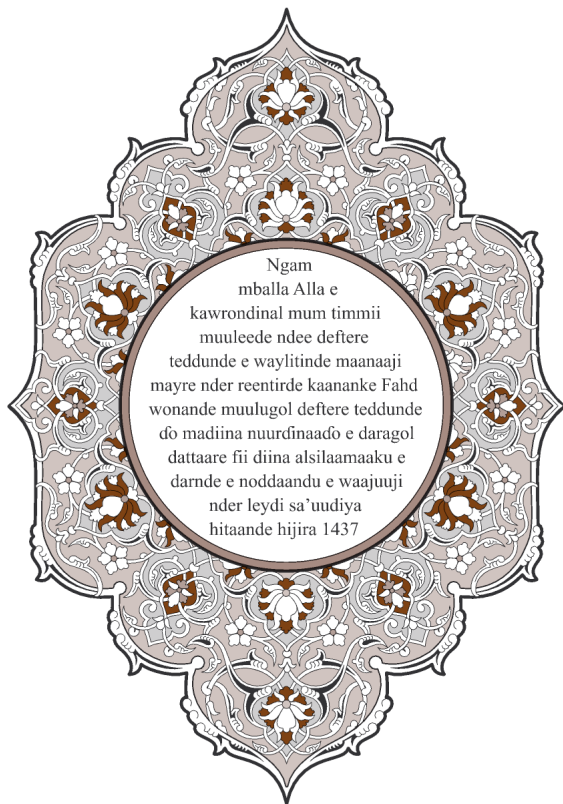 Ngam
mballa Alla e
kawrondinal mum timmii
muuleede ndee deftere
teddunde e waylitinde maanaaji
mayre nder reentirde kaananke Fahd
wonande muulugol deftere teddunde
ɗo madiina nuurɗinaaɗo e daragol
dattaare fii diina alsilaamaaku e
darnde e noddaandu e waajuuji
nder leydi sa’uudiya
hitaande hijira 1437